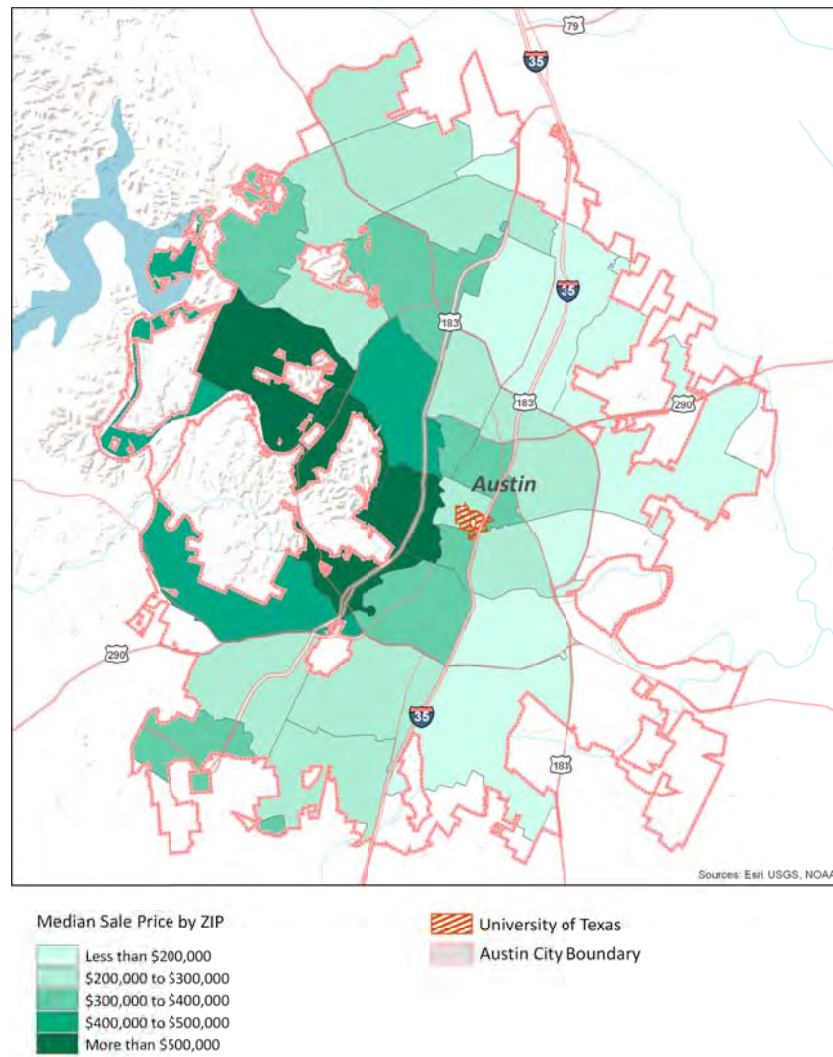 79
35
35
183
183
290
Austin
290
35
183
Sources: Esri, USGS, NOAA
Median Sale Price by ZIP
Less than $200,000
$200,000 to $300,000
$300,000 to $400,000
$400,000 to $500,000
More than $500,000
University of Texas
Austin City Boundary